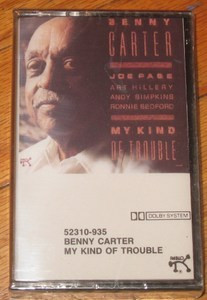 BENNY
CARTER
JOE PASS
ART HILLERY
ANDY SIMPKINS
RONNIE BEDFORD
MY KIND
OF TROUBLE
DOLBY SYSTEM
52310-935
BENNY CARTER
MY KIND OF TROUBLE